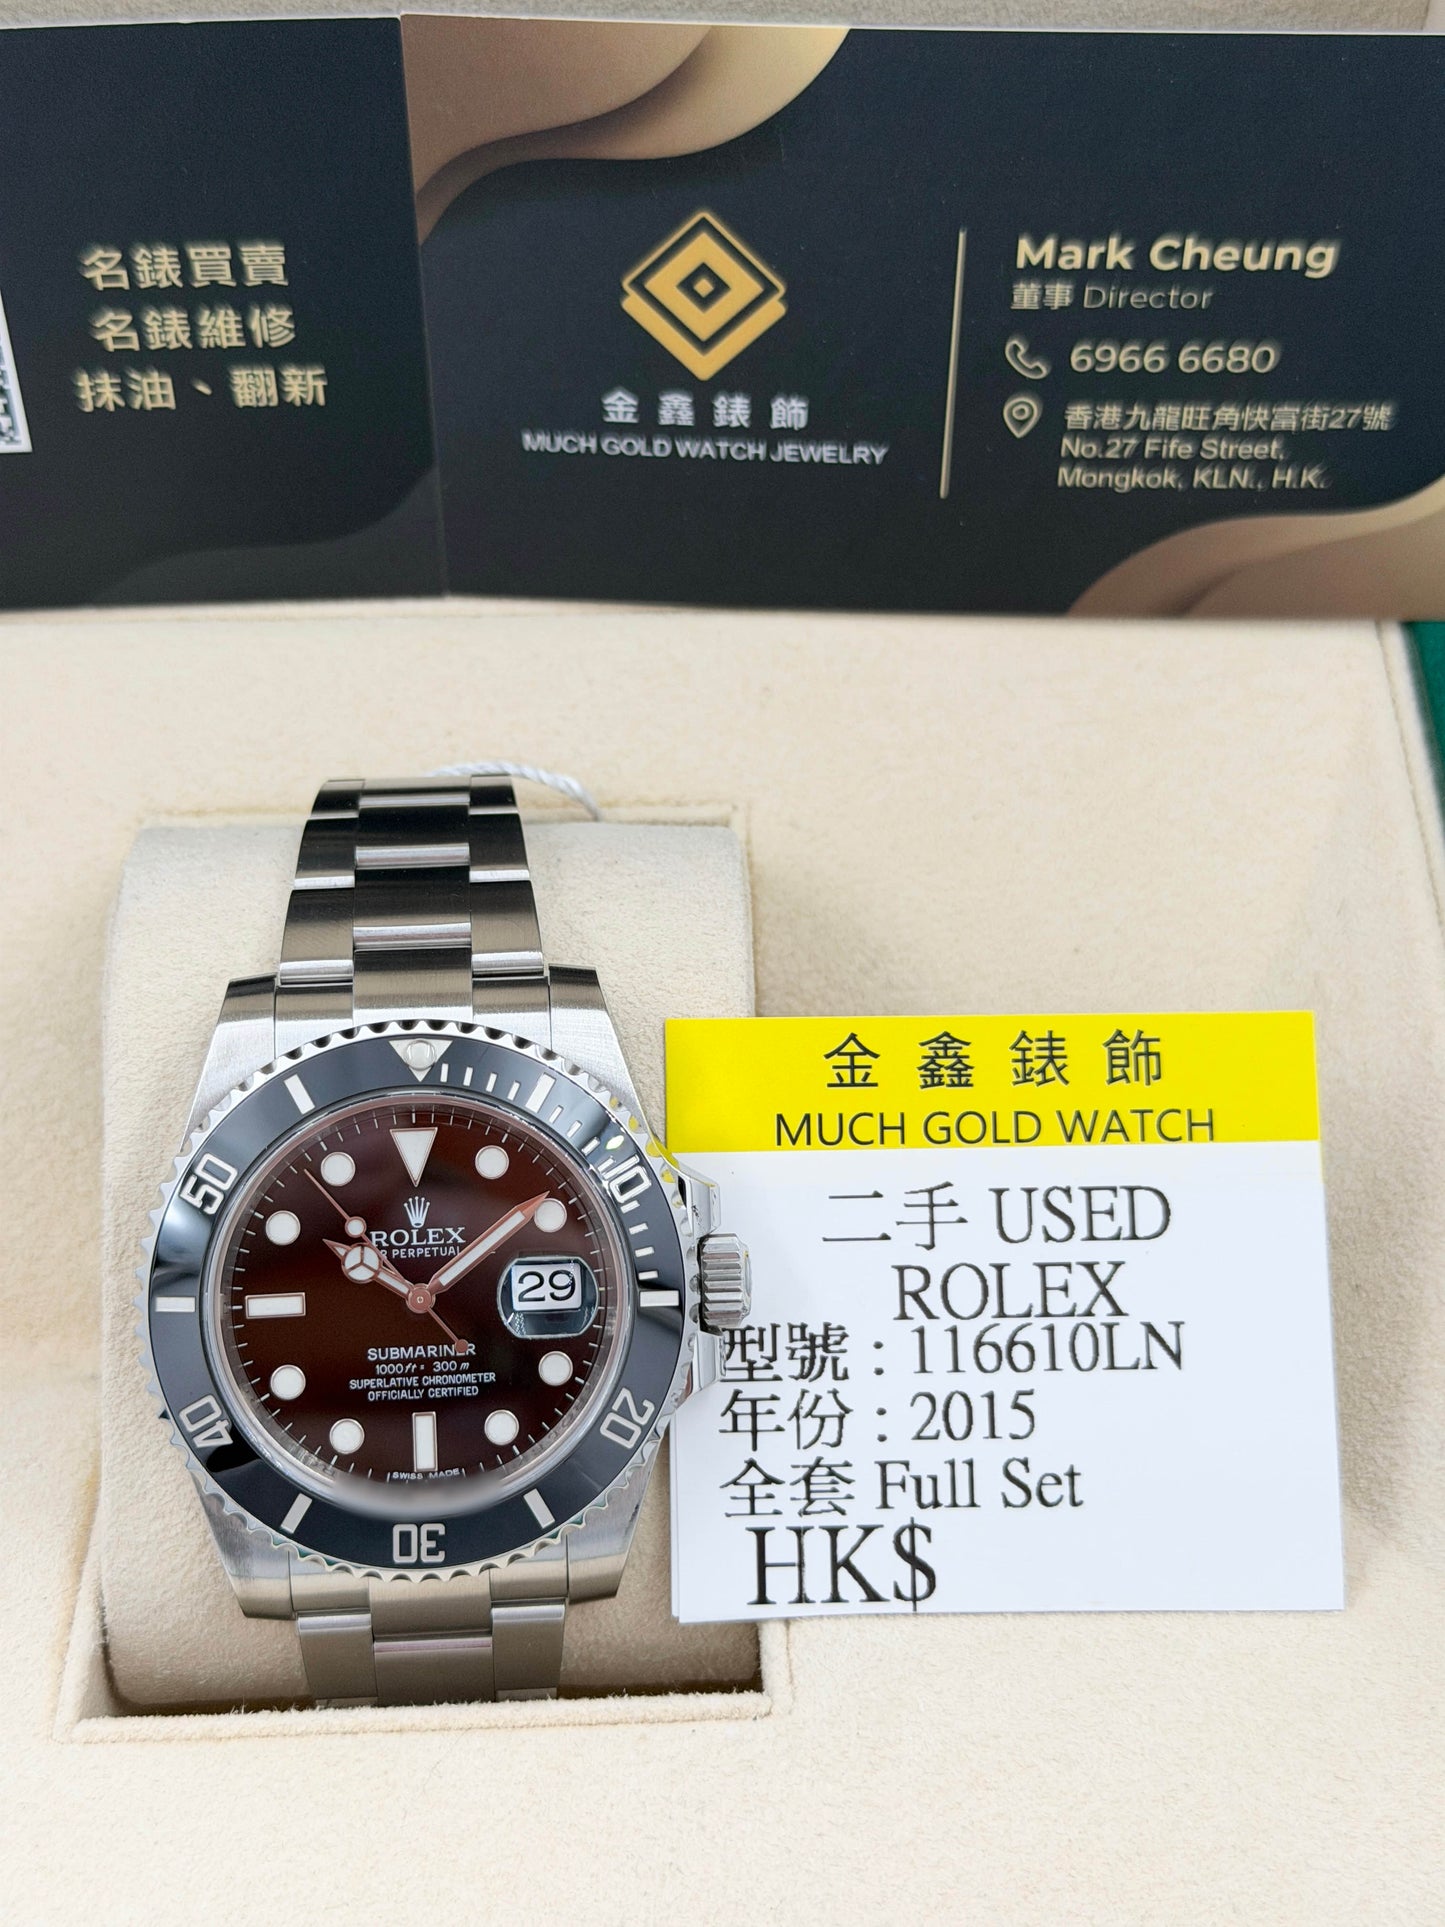 名錶買賣
名錶維修
抹油、翻新
金鑫錶飾
MUCH GOLD WATCH JEWELRY
Mark Cheung
董事 Director
6966 6680
香港九龍旺角快富街27號
No.27 Fife Street,
Mongkok, KLN., H.K.
10
20
30
40
50
ROLEX
R PERPETUAL
29
SUBMARINER
1000ft = 300m
SUPERLATIVE CHRONOMETER
OFFICIALLY CERTIFIED
SWISS MADE
金鑫錶飾
MUCH GOLD WATCH
二手 USED
ROLEX
型號：116610LN
年份：2015
全套 Full Set
HK$